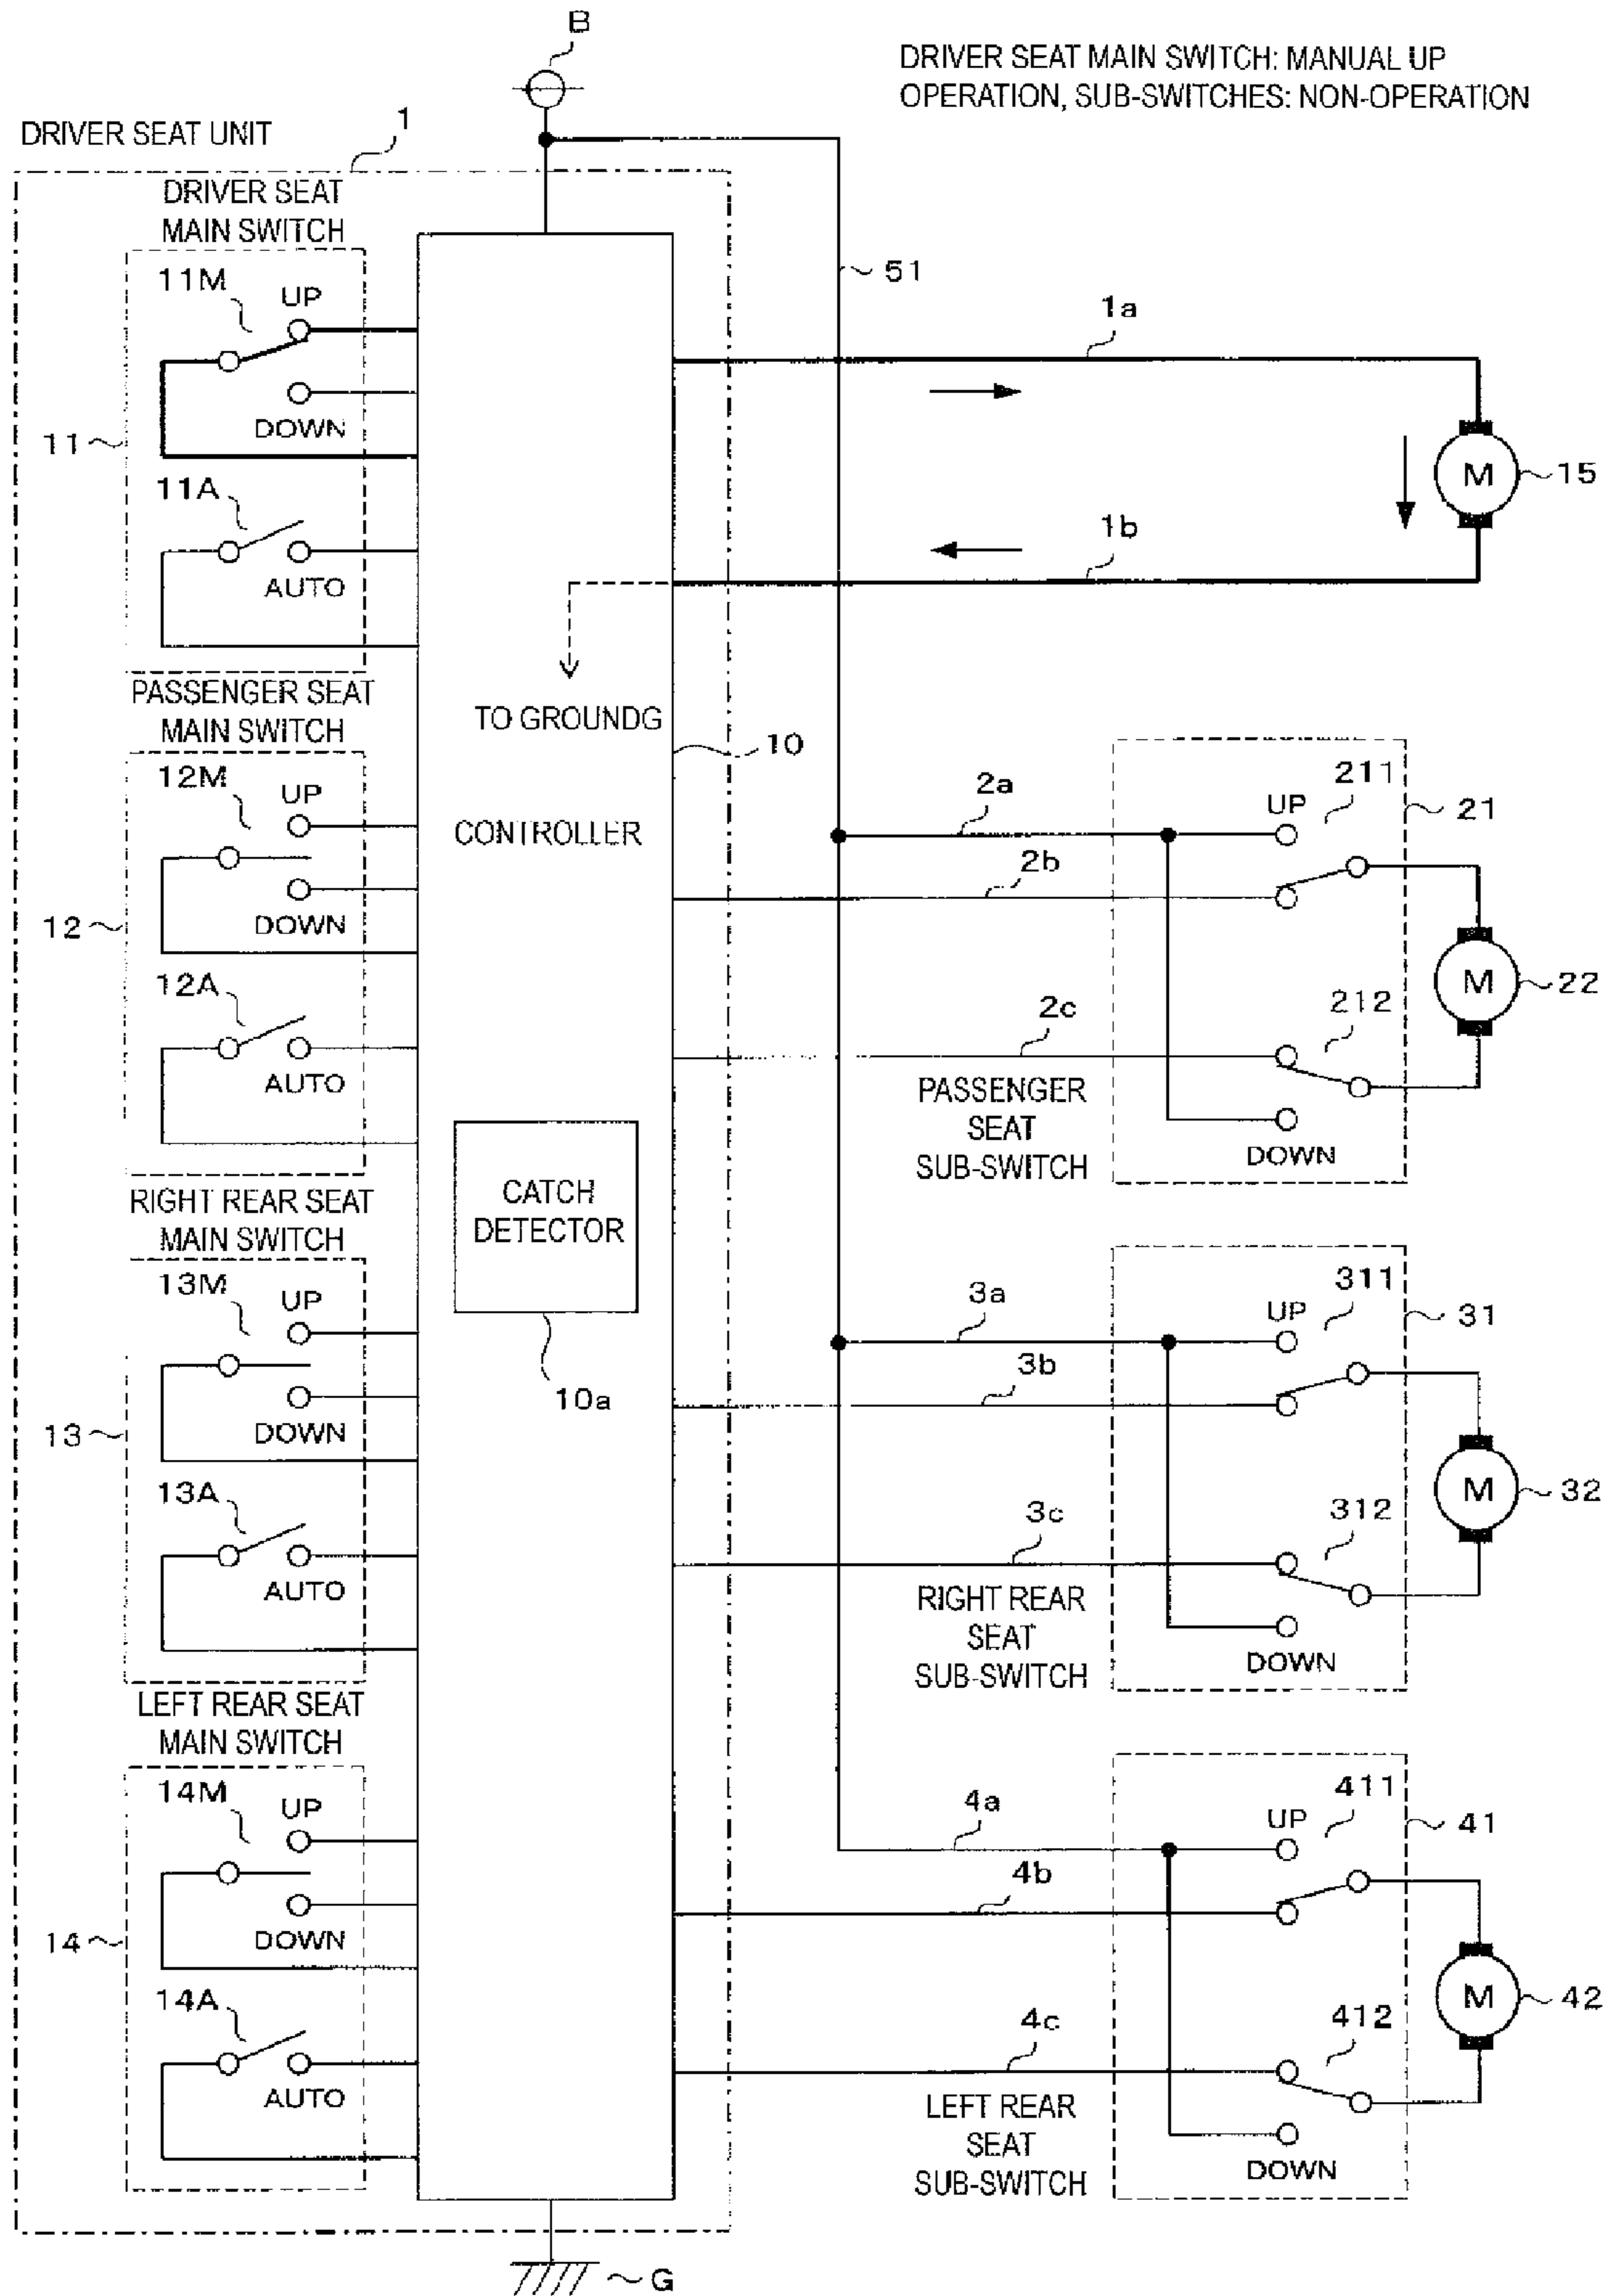 B
DRIVER SEAT MAIN SWITCH: MANUAL UP
OPERATION, SUB-SWITCHES: NON-OPERATION
DRIVER SEAT UNIT
1
DRIVER SEAT
MAIN SWITCH
11M
UP
DOWN
11
11A
AUTO
51
1a
M
15
1b
TO GROUNDG
10
CONTROLLER
PASSENGER SEAT
MAIN SWITCH
12M
UP
DOWN
12
12A
AUTO
2a
2b
2c
UP
211
21
M
22
212
DOWN
PASSENGER
SEAT
SUB-SWITCH
CATCH
DETECTOR
10a
RIGHT REAR SEAT
MAIN SWITCH
13M
UP
DOWN
13
13A
AUTO
3a
3b
3c
UP
311
31
M
32
312
DOWN
RIGHT REAR
SEAT
SUB-SWITCH
LEFT REAR SEAT
MAIN SWITCH
14M
UP
DOWN
14
14A
AUTO
4a
4b
4c
UP
411
41
M
42
412
DOWN
LEFT REAR
SEAT
SUB-SWITCH
G